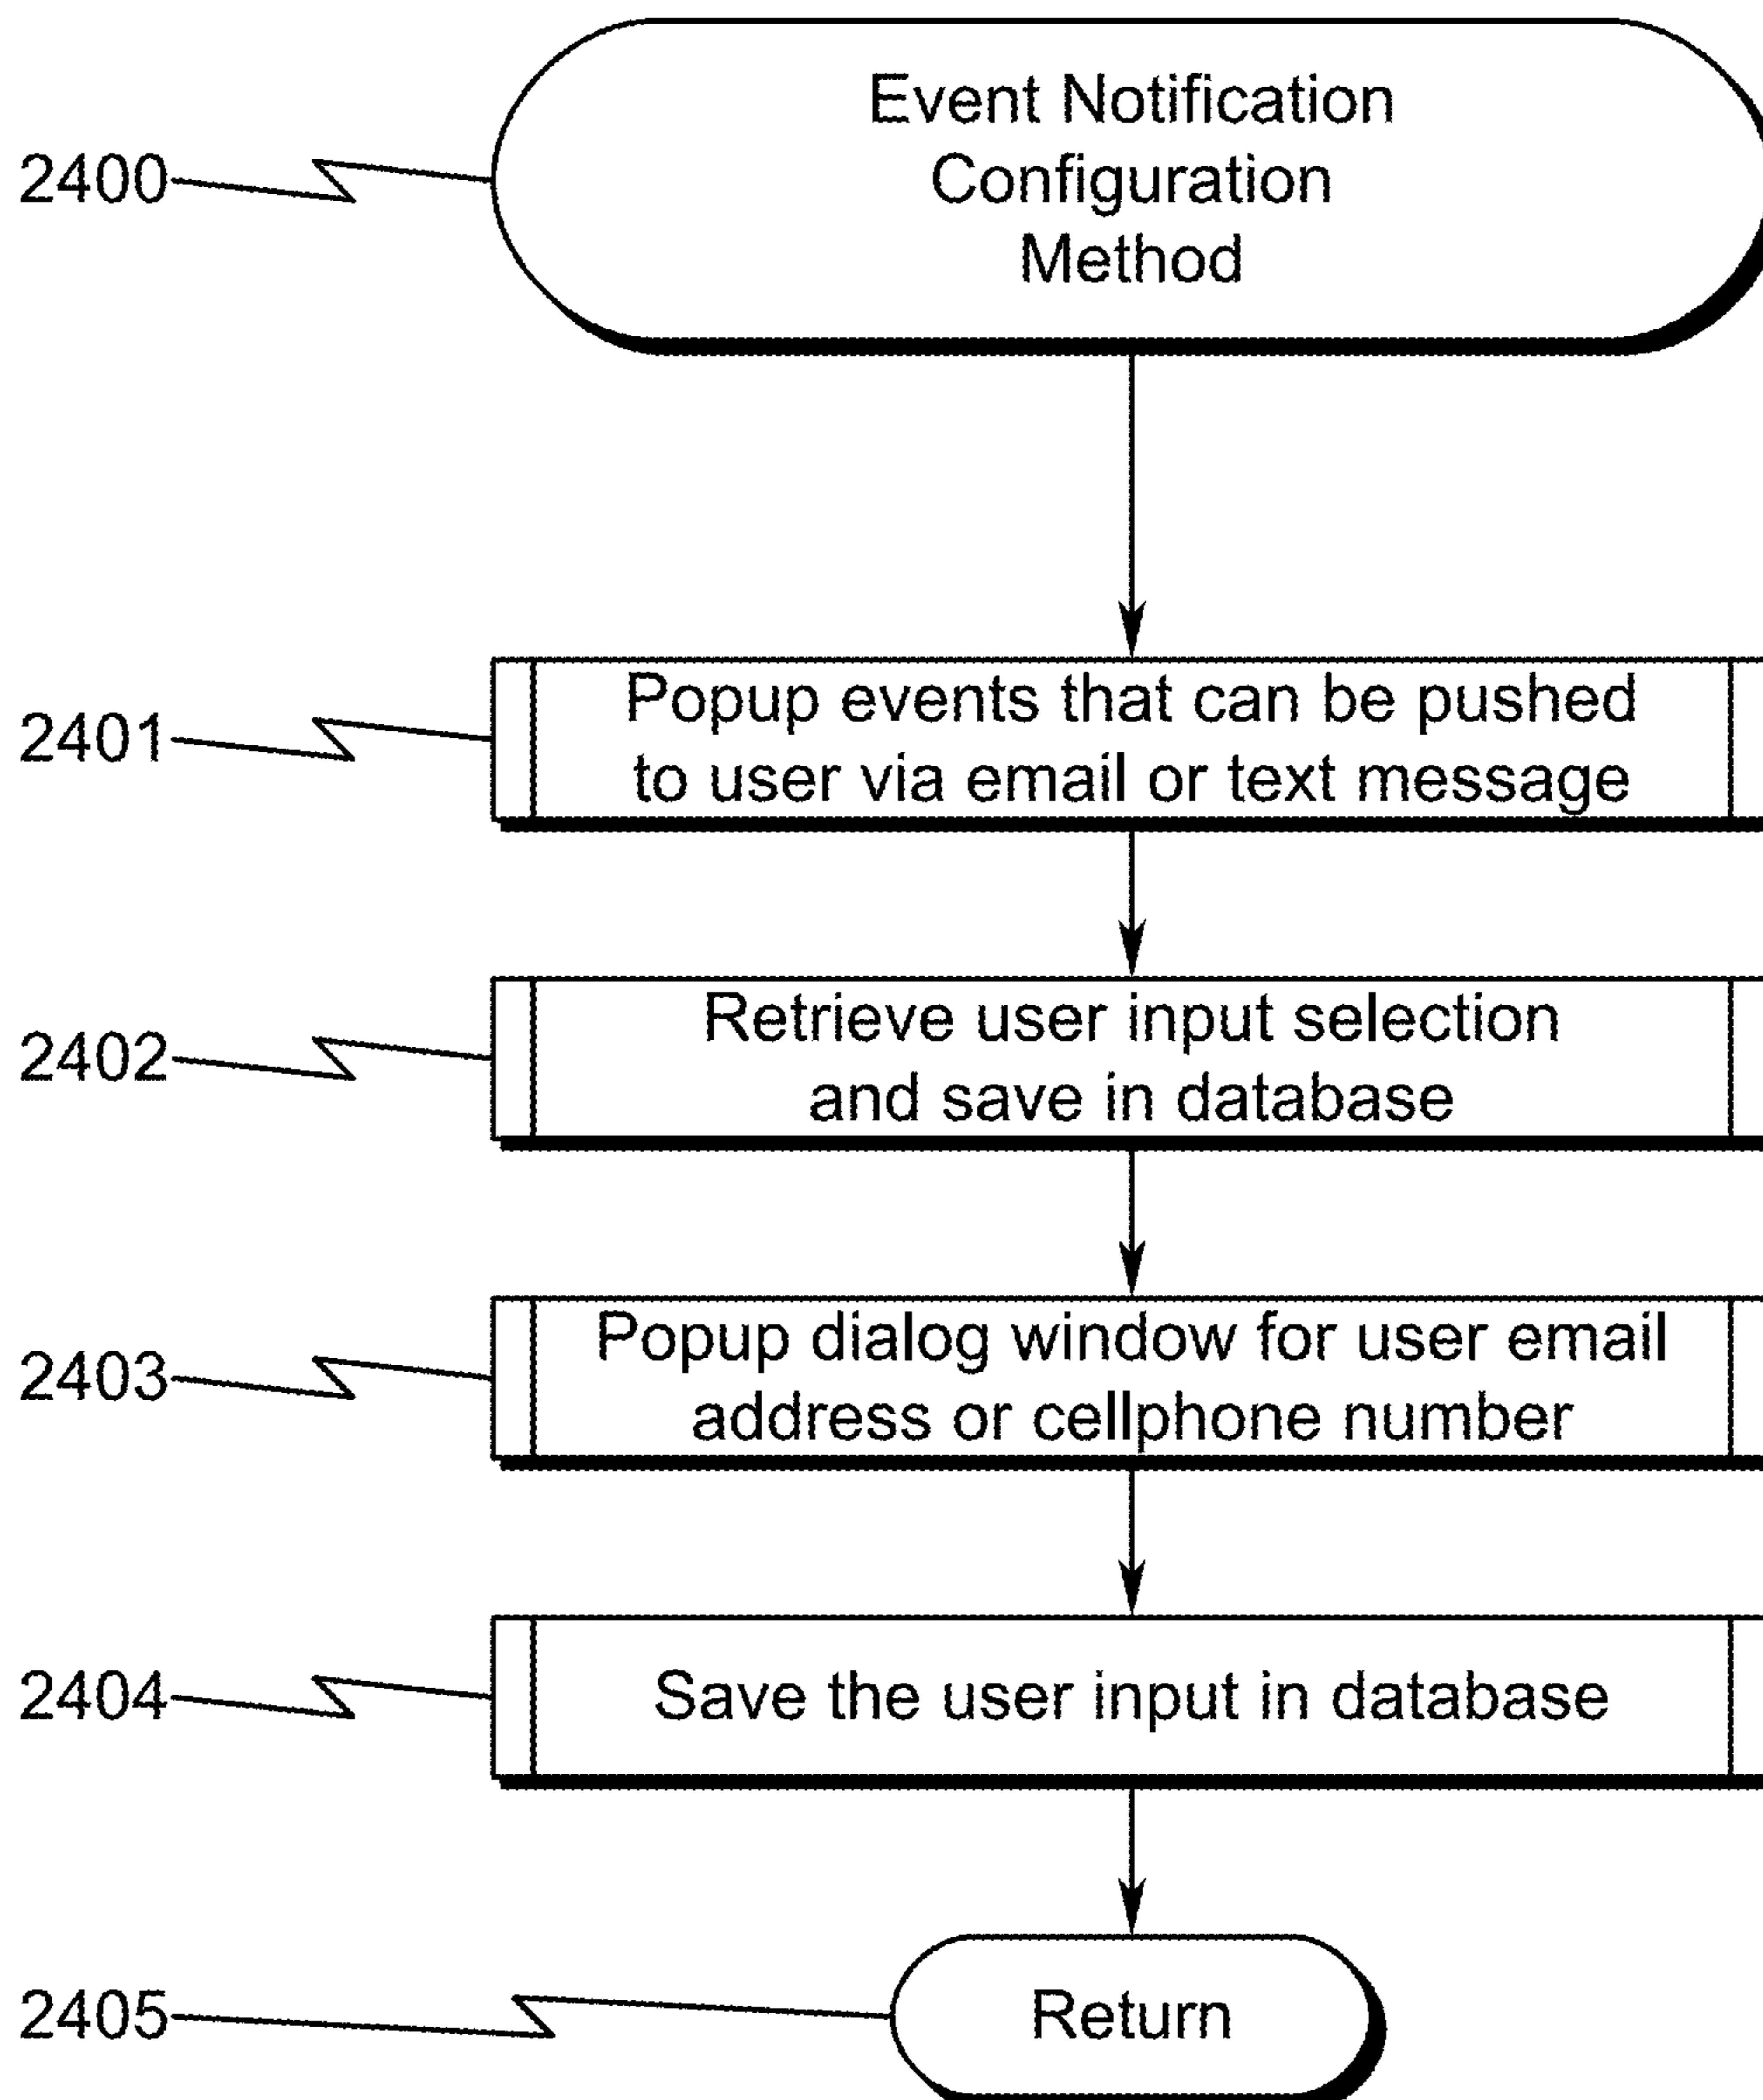 Event Notification
Configuration
Method
2400
Popup events that can be pushed
to user via email or text message
2401
Retrieve user input selection
and save in database
2402
Popup dialog window for user email
address or cellphone number
2403
Save the user input in database
2404
Return
2405